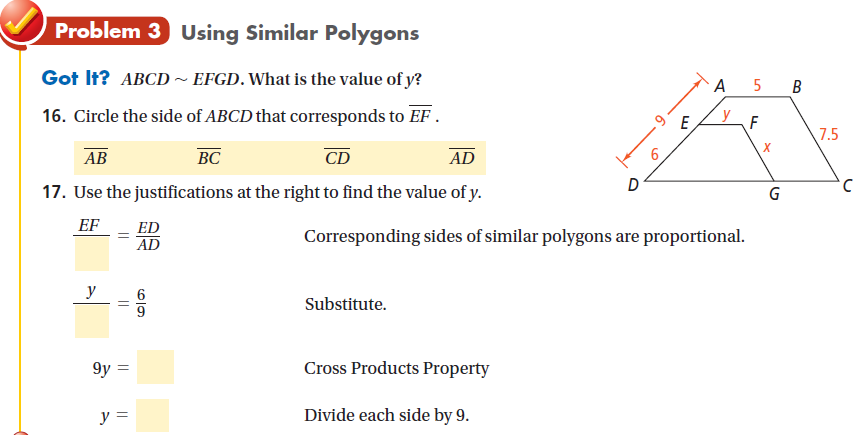 Problem 3 Using Similar Polygons
Got It? ABCD ~ EFGD. What is the value of y?
16. Circle the side of ABCD that corresponds to EF.
AB BC CD AD
17. Use the justifications at the right to find the value of y.
EF/ = ED/AD Corresponding sides of similar polygons are proportional.
y/ = 6/9 Substitute.
9y = Cross Products Property
y = Divide each side by 9.
A 5 B
9 E y F 7.5
6 x
D G C